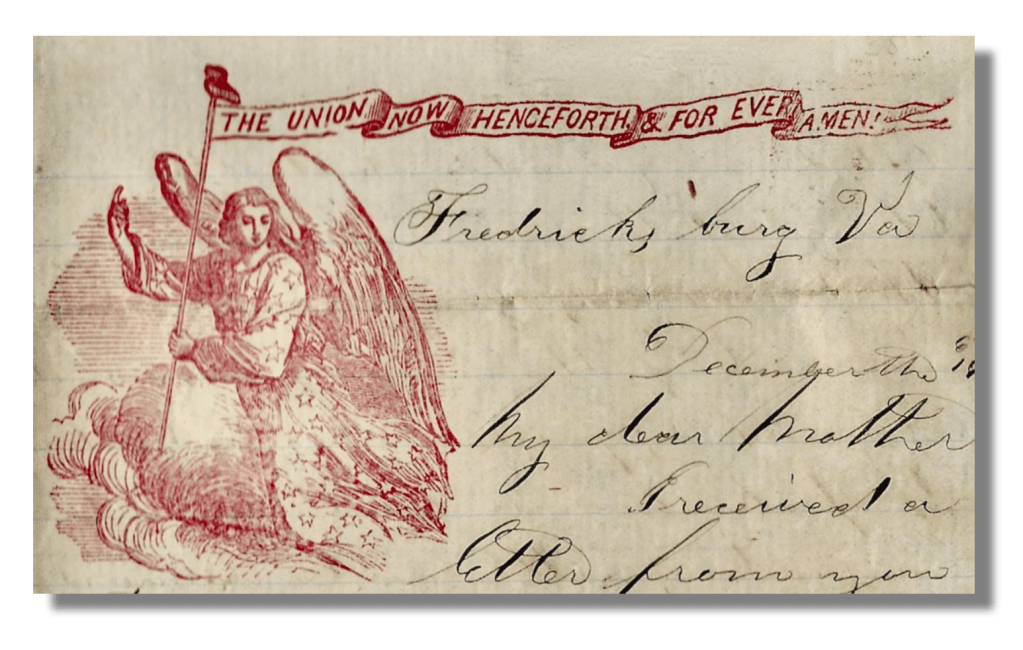 THE UNION NOW HENCEFORTH & FOR EVER AMEN!
Fredricks burg Va
December the
My dear Mother
I received a
letter from you